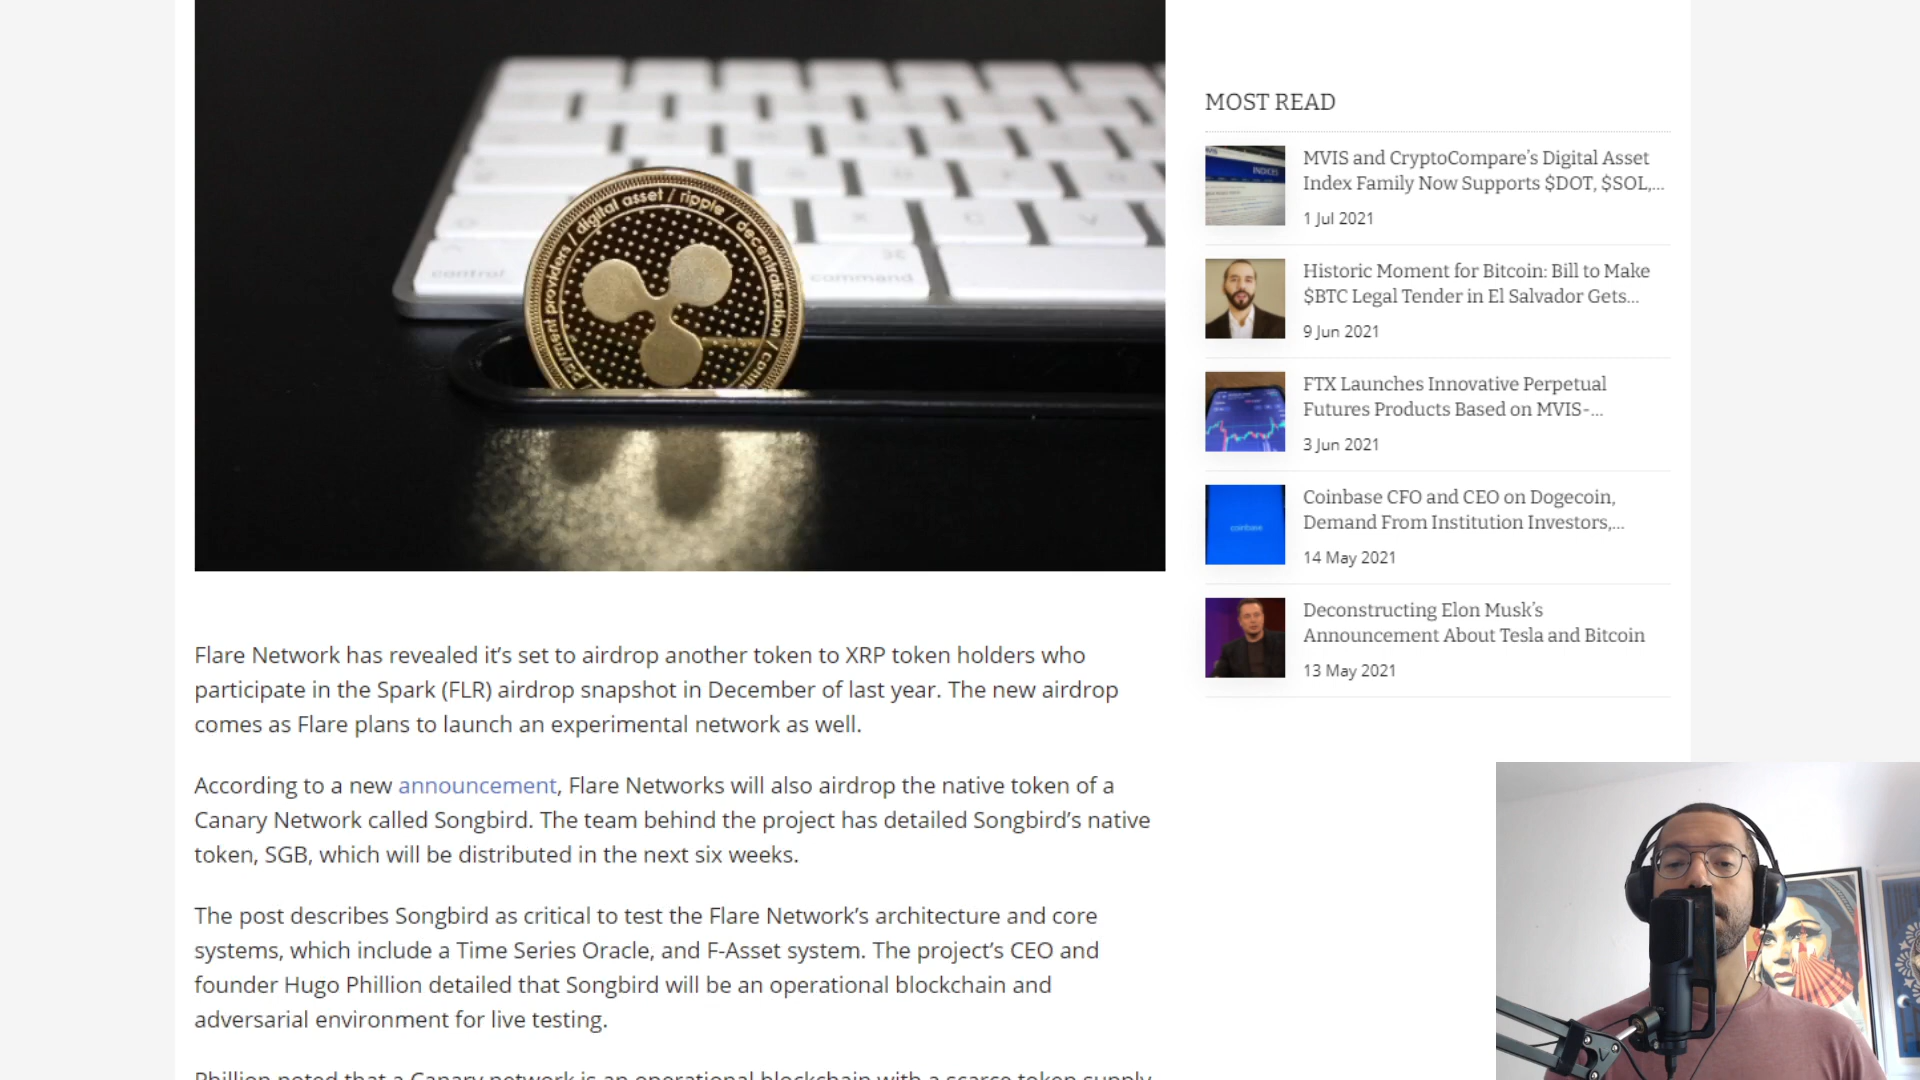 payment providers / digital asset / ripple / decentralization /
control
command
Flare Network has revealed it’s set to airdrop another token to XRP token holders who
participate in the Spark (FLR) airdrop snapshot in December of last year. The new airdrop
comes as Flare plans to launch an experimental network as well.
According to a new announcement, Flare Networks will also airdrop the native token of a
Canary Network called Songbird. The team behind the project has detailed Songbird’s native
token, SGB, which will be distributed in the next six weeks.
The post describes Songbird as critical to test the Flare Network’s architecture and core
systems, which include a Time Series Oracle, and F-Asset system. The project’s CEO and
founder Hugo Phillion detailed that Songbird will be an operational blockchain and
adversarial environment for live testing.
Phillion noted that a Canary network is an operational blockchain with a scarce token supply
MOST READ
INDICES
MVIS and CryptoCompare’s Digital Asset
Index Family Now Supports $DOT, $SOL,...
1 Jul 2021
Historic Moment for Bitcoin: Bill to Make
$BTC Legal Tender in El Salvador Gets...
9 Jun 2021
FTX Launches Innovative Perpetual
Futures Products Based on MVIS-...
3 Jun 2021
coinbase
Coinbase CFO and CEO on Dogecoin,
Demand From Institution Investors,...
14 May 2021
Deconstructing Elon Musk’s
Announcement About Tesla and Bitcoin
13 May 2021